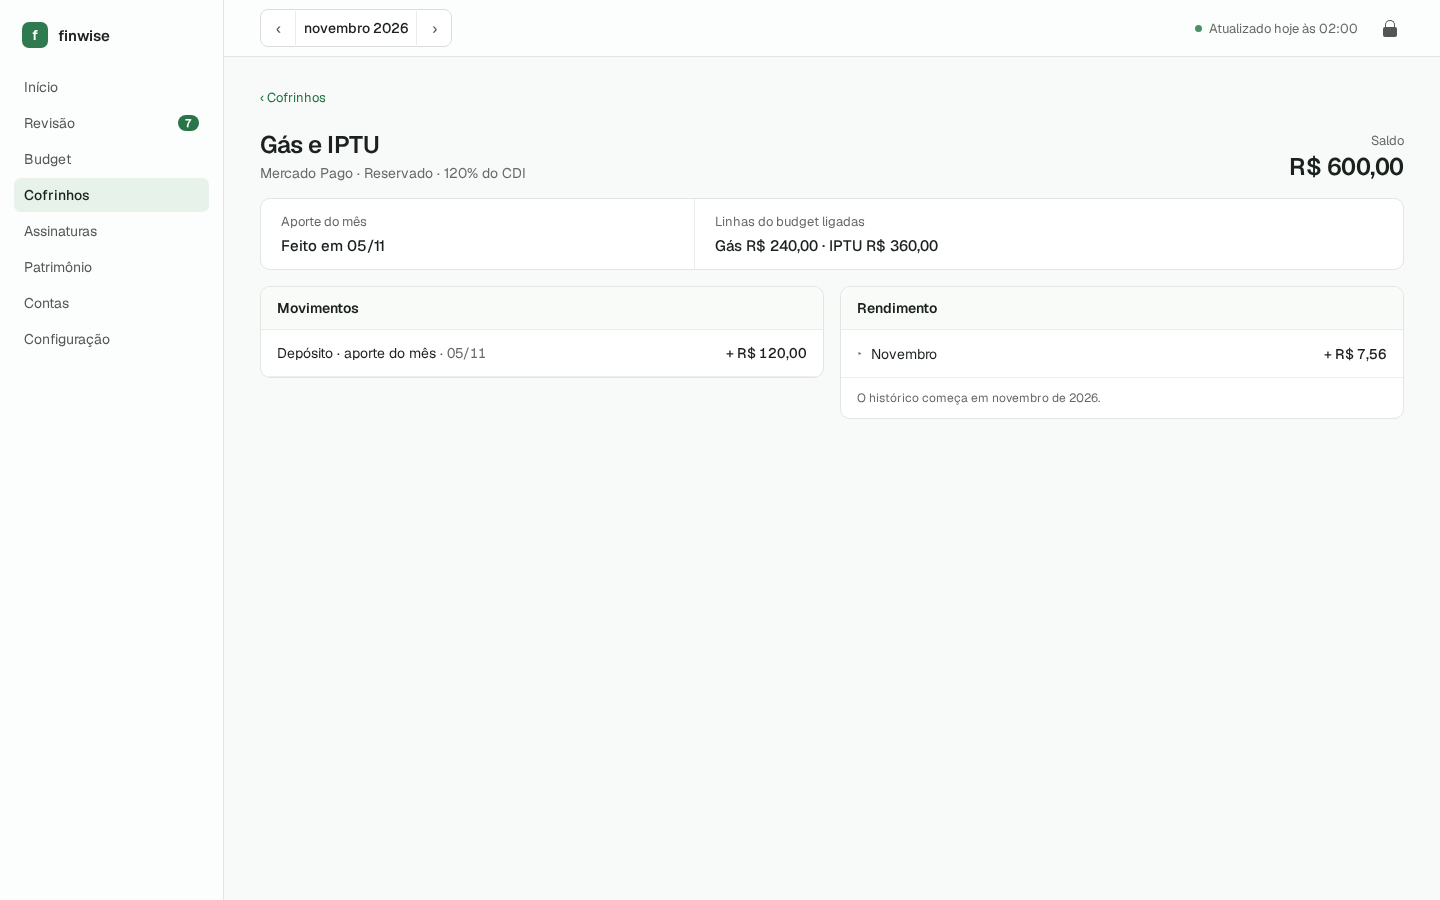 f finwise
‹ novembro 2026 ›
Atualizado hoje às 02:00
Início
Revisão 7
Budget
Cofrinhos
Assinaturas
Patrimônio
Contas
Configuração
‹ Cofrinhos
Gás e IPTU
Mercado Pago · Reservado · 120% do CDI
Saldo
R$ 600,00
Aporte do mês
Feito em 05/11
Linhas do budget ligadas
Gás R$ 240,00 · IPTU R$ 360,00
Movimentos
Depósito · aporte do mês · 05/11 + R$ 120,00
Rendimento
‣ Novembro + R$ 7,56
O histórico começa em novembro de 2026.